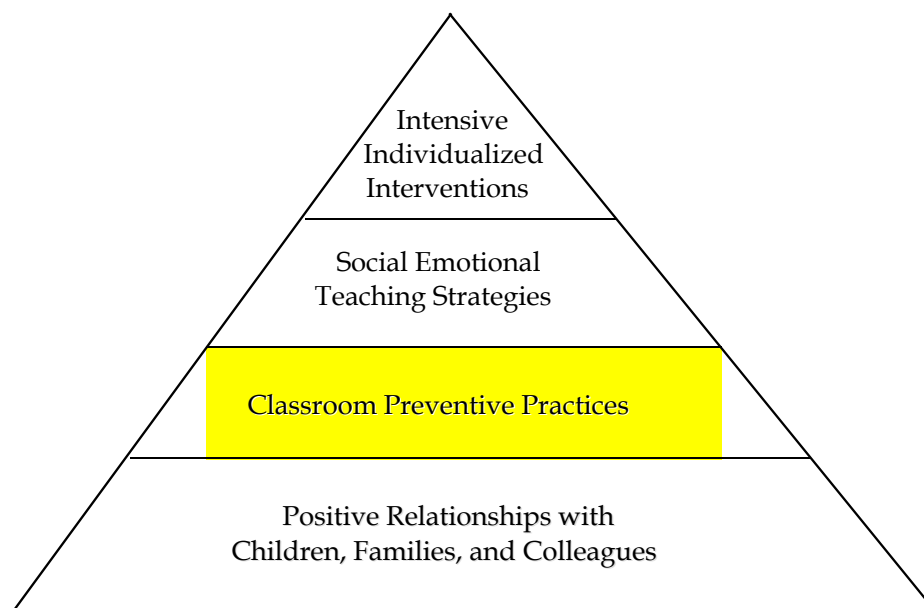 Intensive
Individualized
Interventions
Social Emotional
Teaching Strategies
Classroom Preventive Practices
Positive Relationships with
Children, Families, and Colleagues